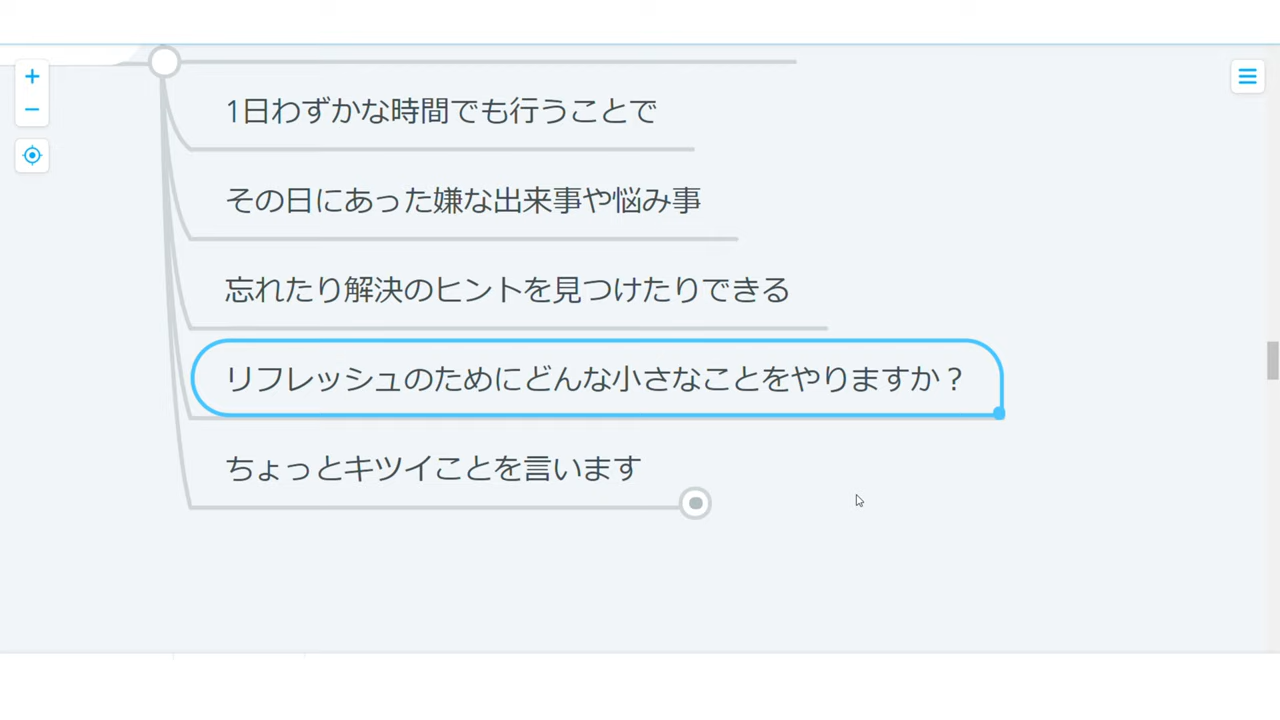 1日わずかな時間でも行うことで
その日にあった嫌な出来事や悩み事
忘れたり解決のヒントを見つけたりできる
リフレッシュのためにどんな小さなことをやりますか？
ちょっとキツイことを言います